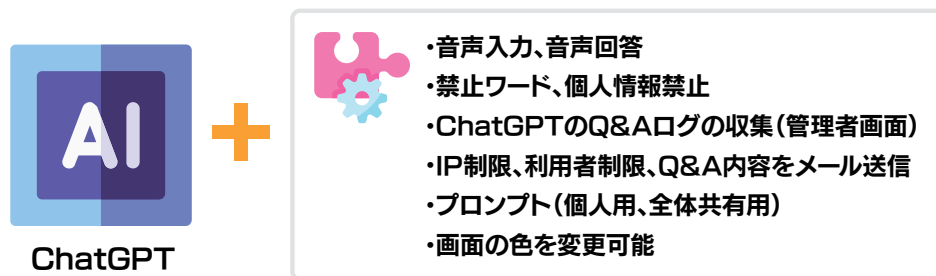 AI
ChatGPT
・音声入力、音声回答
・禁止ワード、個人情報禁止
・ChatGPTのQ&Aログの収集（管理者画面）
・IP制限、利用者制限、Q&A内容をメール送信
・プロンプト（個人用、全体共有用）
・画面の色を変更可能